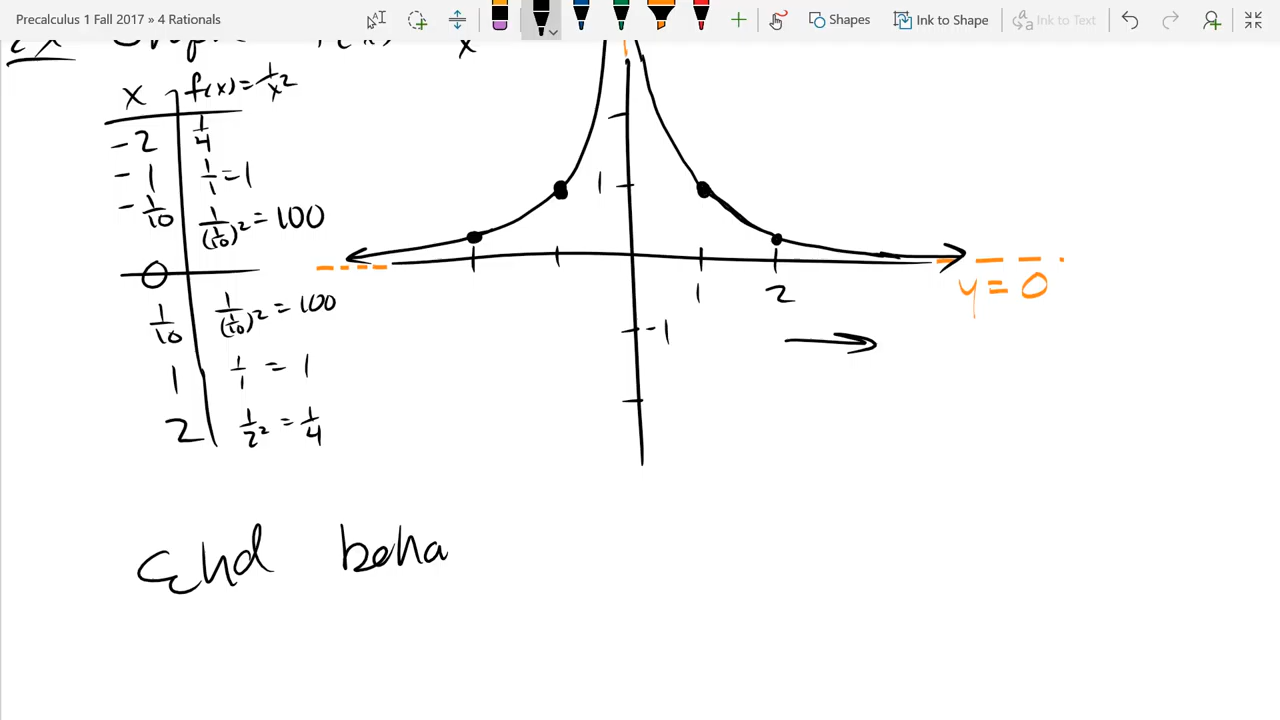 Precalculus 1 Fall 2017 » 4 Rationals
Shapes
Ink to Shape
Ink to Text
x f(x)=1/x²
-2 1/4
-1 1/1=1
-1/10 1/(1/10)²=100
0
1/10 1/(1/10)²=100
1 1/1=1
2 1/2²=1/4
1
1 2
-1
y=0
End beha